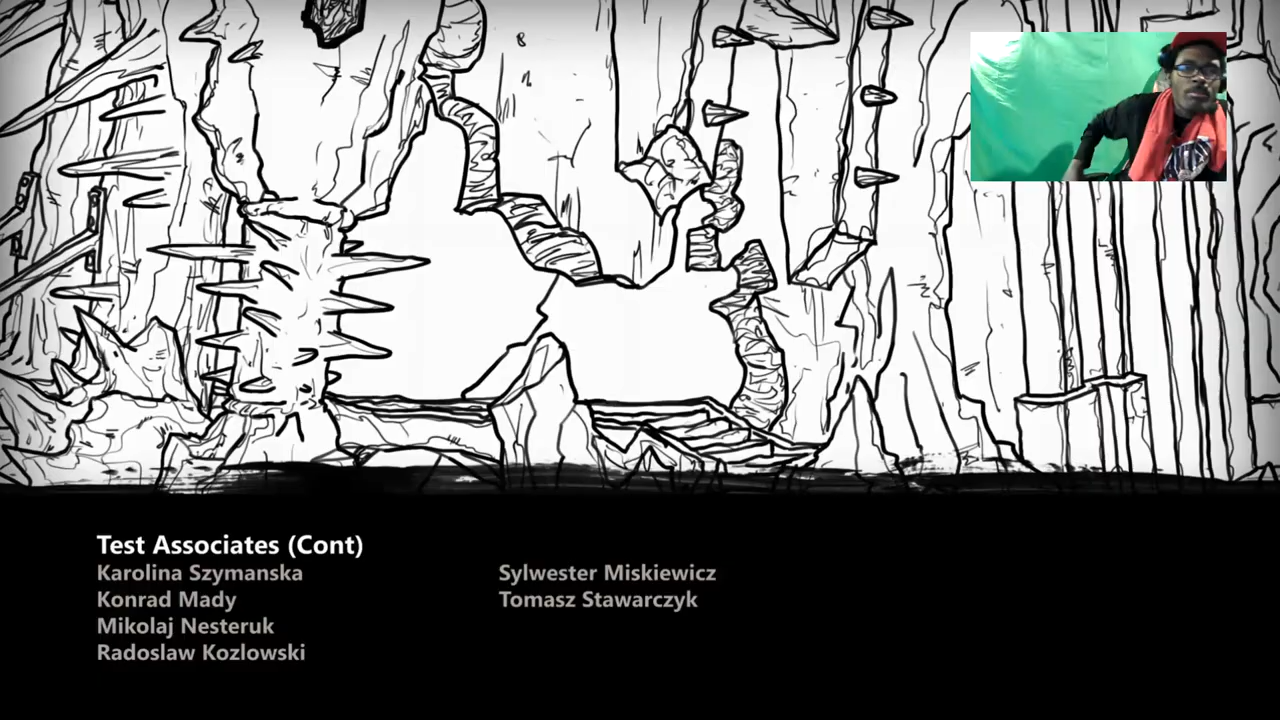 Test Associates (Cont)
Karolina Szymanska
Konrad Mady
Mikolaj Nesteruk
Radoslaw Kozlowski
Sylwester Miskiewicz
Tomasz Stawarczyk